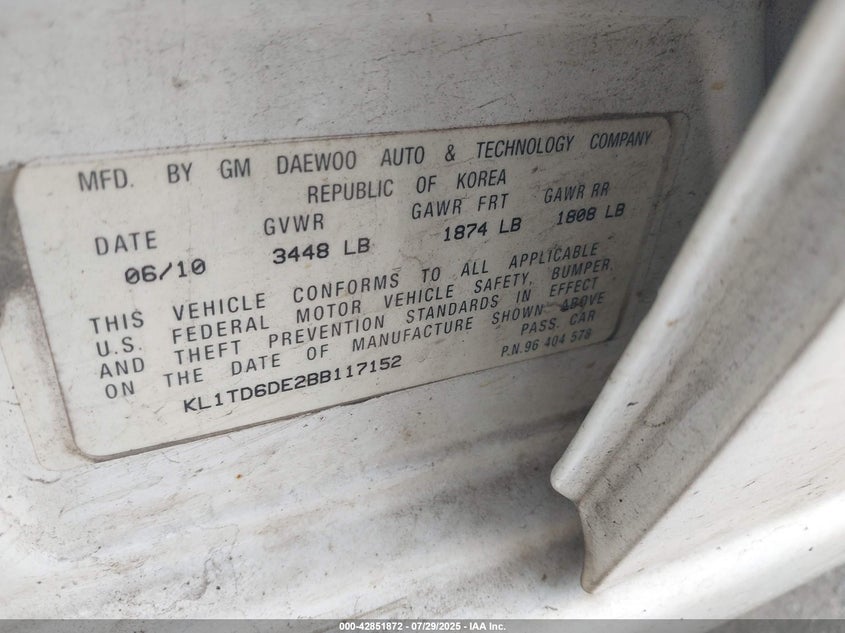 MFD. BY GM DAEWOO AUTO & TECHNOLOGY COMPANY
REPUBLIC OF KOREA
DATE GVWR GAWR FRT GAWR RR
06/10 3448 LB 1874 LB 1808 LB
THIS VEHICLE CONFORMS TO ALL APPLICABLE
U.S. FEDERAL MOTOR VEHICLE SAFETY, BUMPER,
AND THEFT PREVENTION STANDARDS IN EFFECT
ON THE DATE OF MANUFACTURE SHOWN ABOVE
PASS. CAR
KL1TD6DE2BB117152
P.N.96 404 578
000-42851872 - 07/29/2025 - IAA Inc.